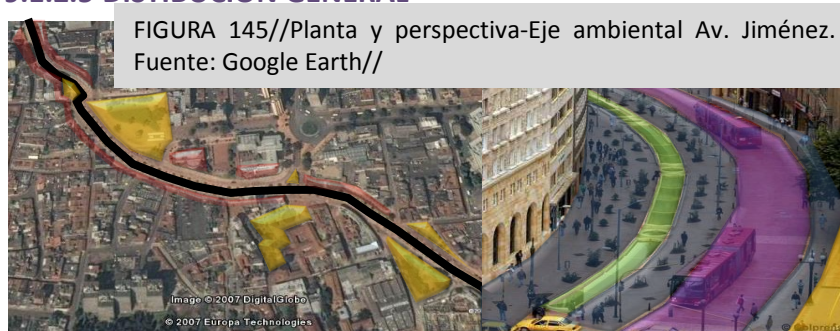 FIGURA 145//Planta y perspectiva-Eje ambiental Av. Jiménez.
Fuente: Google Earth//
Image © 2007 DigitalGlobe
© 2007 Europa Technologies